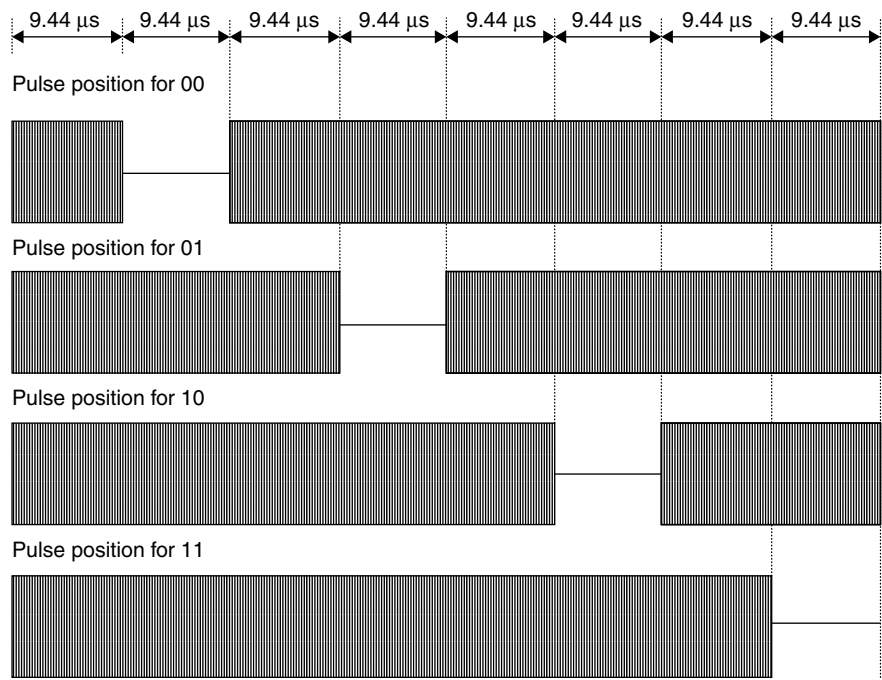 9.44 μs 9.44 μs 9.44 μs 9.44 μs 9.44 μs 9.44 μs 9.44 μs 9.44 μs
Pulse position for 00
Pulse position for 01
Pulse position for 10
Pulse position for 11